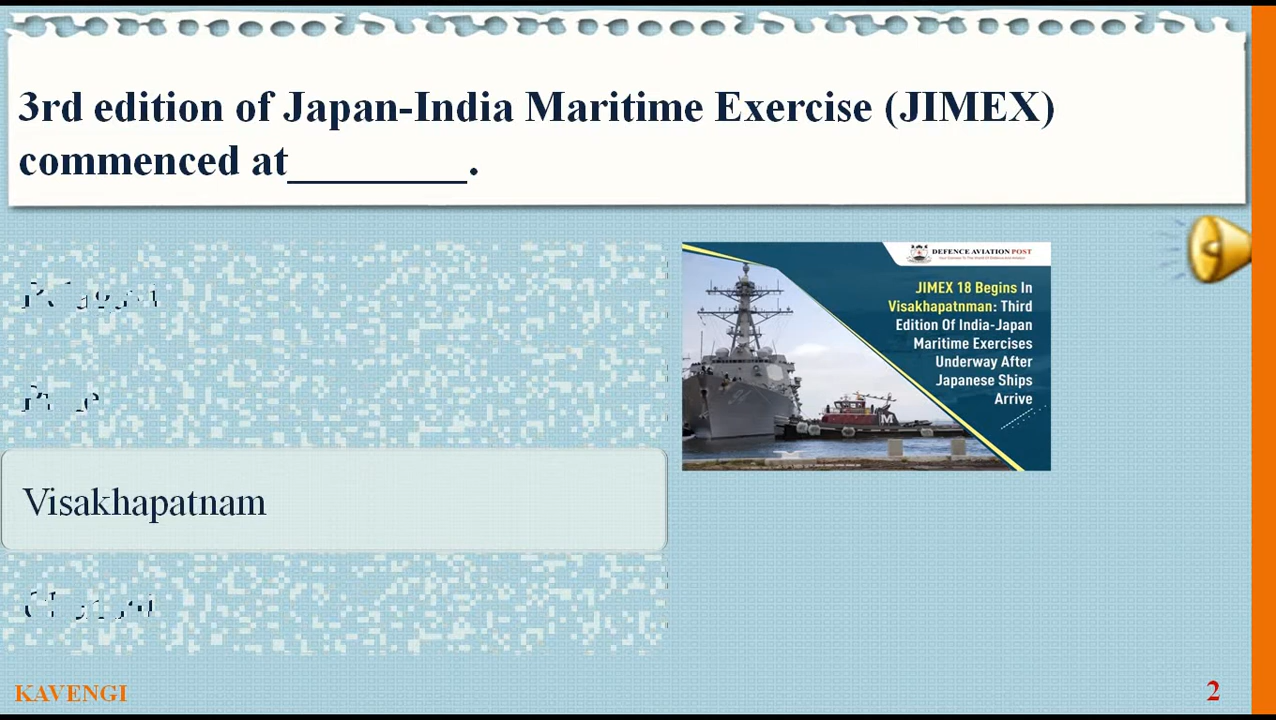 3rd edition of Japan-India Maritime Exercise (JIMEX)
commenced at________.
Visakhapatnam
DEFENCE AVIATION POST
JIMEX 18 Begins In
Visakhapatnman: Third
Edition Of India-Japan
Maritime Exercises
Underway After
Japanese Ships
Arrive
M
KAVENGI
2